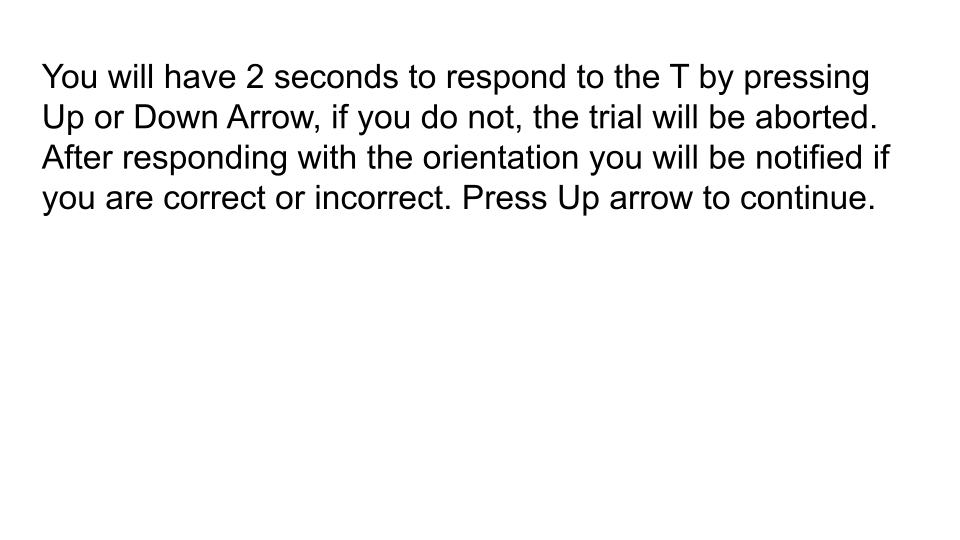 You will have 2 seconds to respond to the T by pressing
Up or Down Arrow, if you do not, the trial will be aborted.
After responding with the orientation you will be notified if
you are correct or incorrect. Press Up arrow to continue.